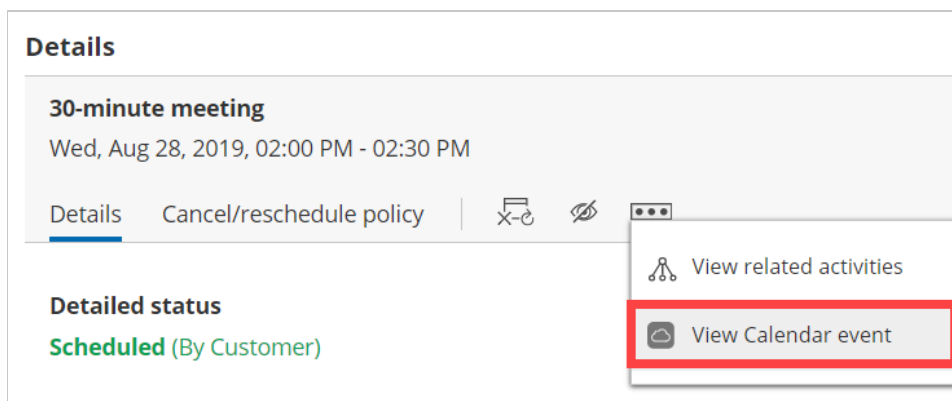 Details
30-minute meeting
Wed, Aug 28, 2019, 02:00 PM - 02:30 PM
Details Cancel/reschedule policy
View related activities
Detailed status
View Calendar event
Scheduled (By Customer)